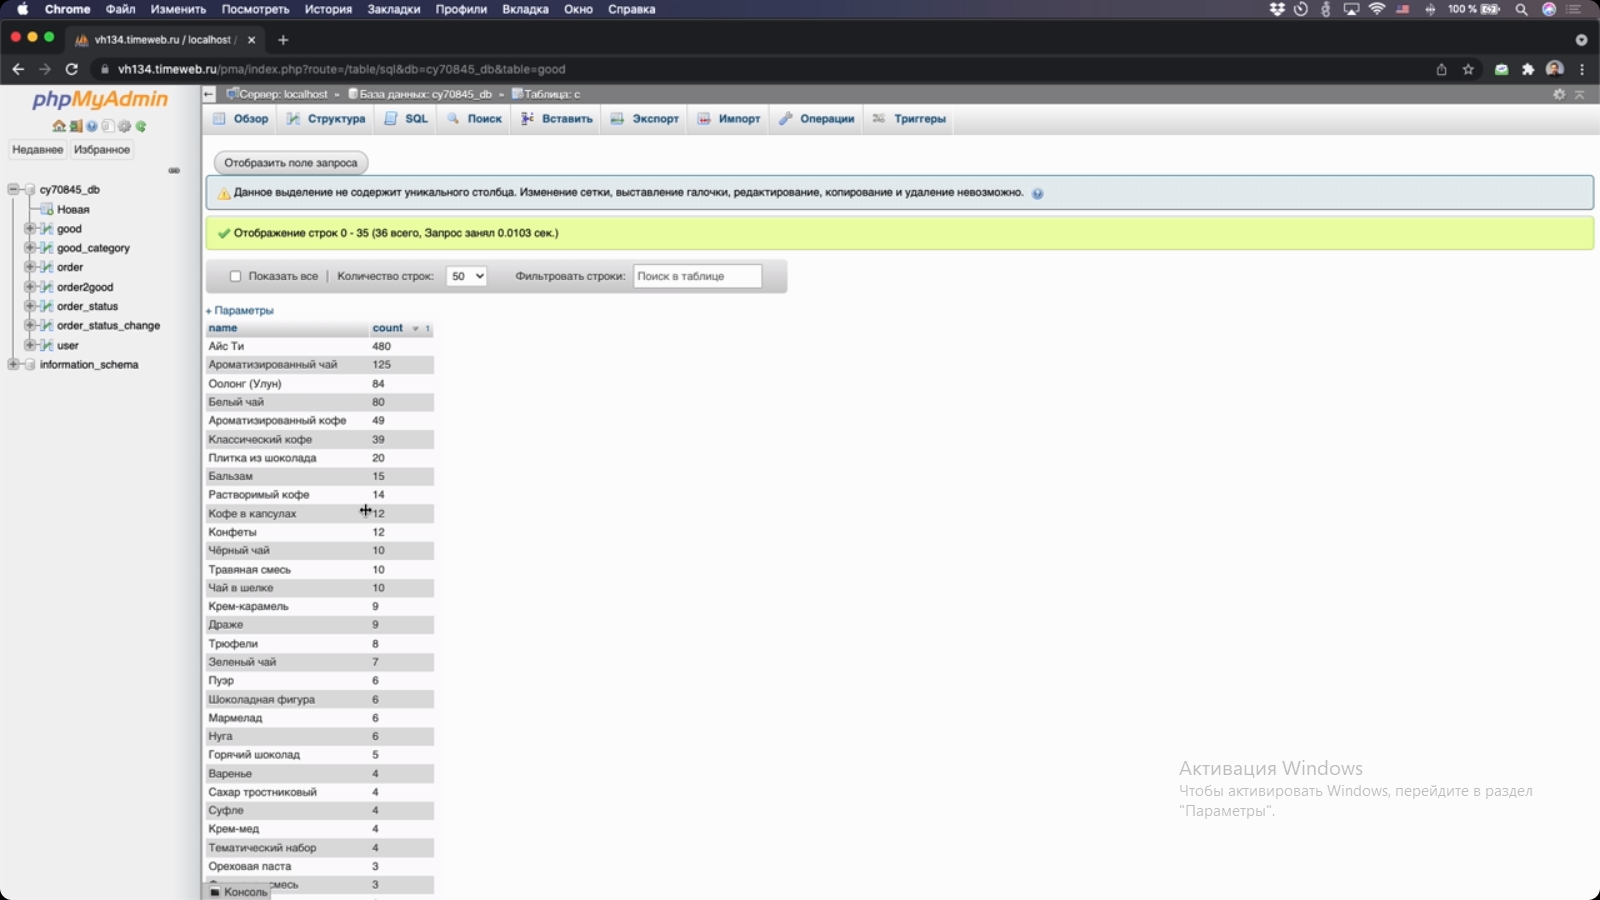 Chrome Файл Изменить Посмотреть История Закладки Профили Вкладка Окно Справка 100 %
vh134.timeweb.ru / localhost /
vh134.timeweb.ru/pma/index.php?route=/table/sql&db=cy70845_db&table=good
phpMyAdmin
Недавнее Избранное
cy70845_db
Новая
good
good_category
order
order2good
order_status
order_status_change
user
information_schema
Сервер: localhost » База данных: cy70845_db » Таблица: c
Обзор Структура SQL Поиск Вставить Экспорт Импорт Операции Триггеры
Отобразить поле запроса
Данное выделение не содержит уникального столбца. Изменение сетки, выставление галочки, редактирование, копирование и удаление невозможно.
Отображение строк 0 - 35 (36 всего, Запрос занял 0.0103 сек.)
Показать все | Количество строк: 50 Фильтровать строки: Поиск в таблице
+ Параметры
name count 1
Айс Ти 480
Ароматизированный чай 125
Оолонг (Улун) 84
Белый чай 80
Ароматизированный кофе 49
Классический кофе 39
Плитка из шоколада 20
Бальзам 15
Растворимый кофе 14
Кофе в капсулах 12
Конфеты 12
Чёрный чай 10
Травяная смесь 10
Чай в шелке 10
Крем-карамель 9
Драже 9
Трюфели 8
Зеленый чай 7
Пуэр 6
Шоколадная фигура 6
Мармелад 6
Нуга 6
Горячий шоколад 5
Варенье 4
Сахар тростниковый 4
Суфле 4
Крем-мед 4
Тематический набор 4
Ореховая паста 3
смесь 3
Консоль
Активация Windows
Чтобы активировать Windows, перейдите в раздел
"Параметры".